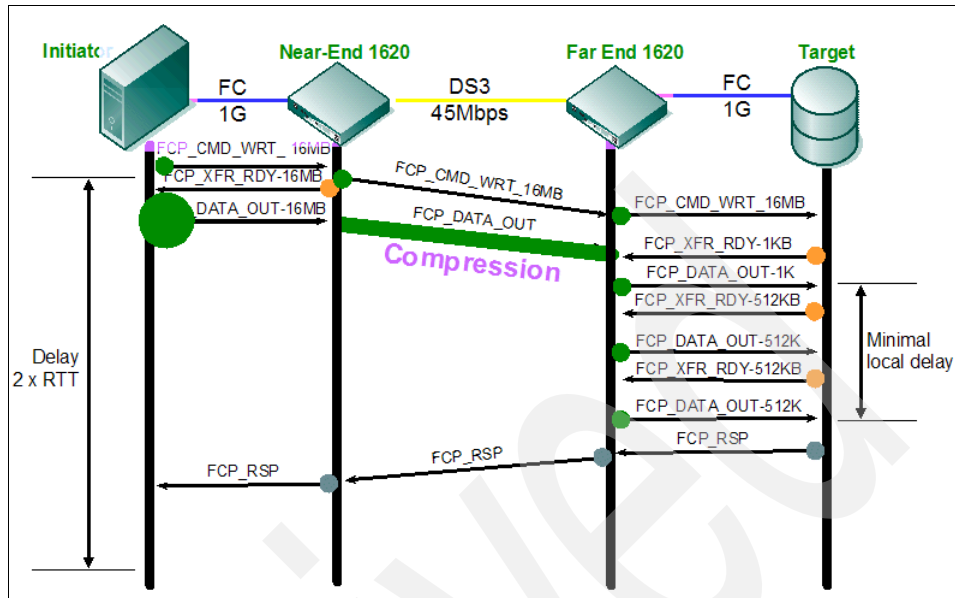 Initiator
Near-End 1620
Far End 1620
Target
FC
1G
DS3
45Mbps
FC
1G
FCP_CMD_WRT_ 16MB
FCP_XFR_RDY-16MB
DATA_OUT-16MB
FCP_CMD_WRT_16MB
FCP_DATA_OUT
Compression
FCP_CMD_WRT_16MB
FCP_XFR_RDY-1KB
FCP_DATA_OUT-1K
FCP_XFR_RDY-512KB
FCP_DATA_OUT-512K
FCP_XFR_RDY-512KB
FCP_DATA_OUT-512K
FCP_RSP
FCP_RSP
FCP_RSP
Delay
2 x RTT
Minimal
local delay